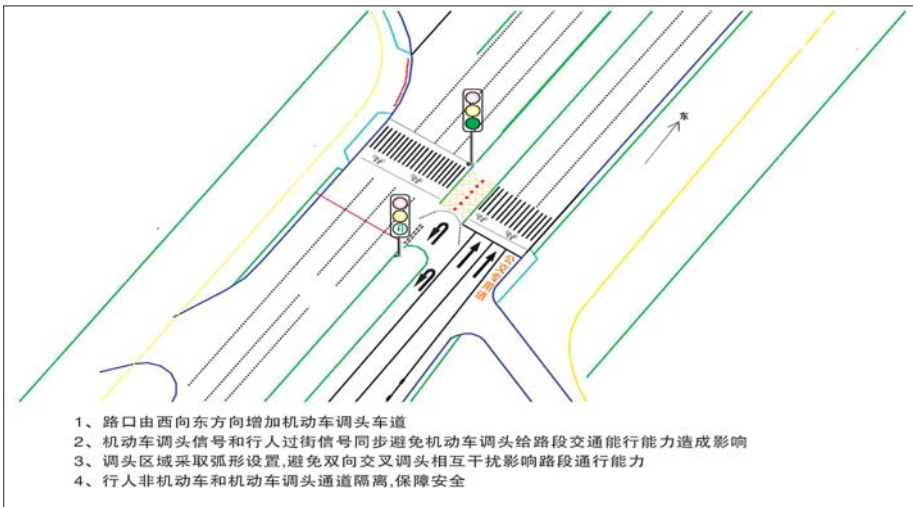 东
公交专用道
1、路口由西向东方向增加机动车调头车道
2、机动车调头信号和行人过街信号同步避免机动车调头给路段交通能行能力造成影响
3、调头区域采取弧形设置,避免双向交叉调头相互干扰影响路段通行能力
4、行人非机动车和机动车调头通道隔离,保障安全